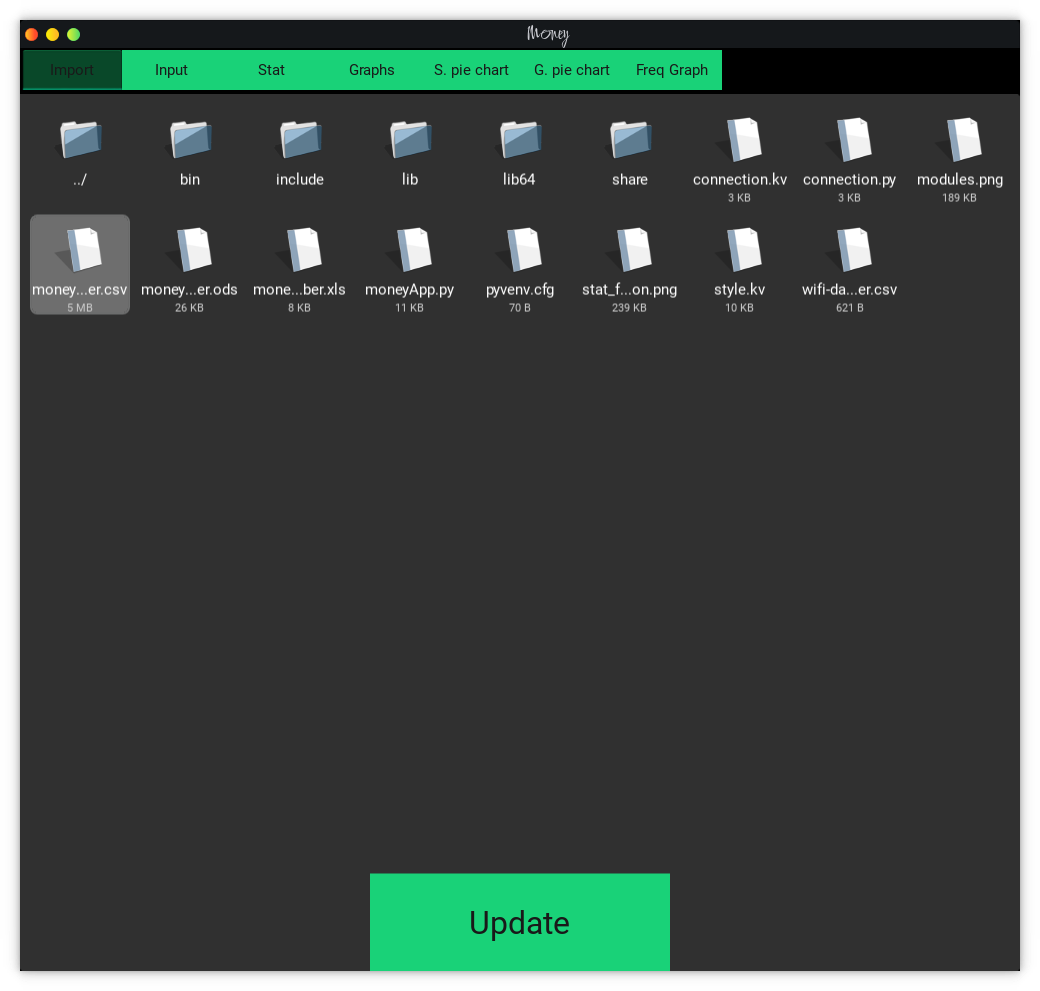 Money
Import Input Stat Graphs S. pie chart G. pie chart Freq Graph
../ bin include lib lib64 share connection.kv connection.py modules.png
3 KB 3 KB 189 KB
money...er.csv money...er.ods mone...ber.xls moneyApp.py pyvenv.cfg stat_f...on.png style.kv wifi-da...er.csv
5 MB 26 KB 8 KB 11 KB 70 B 239 KB 10 KB 621 B
Update